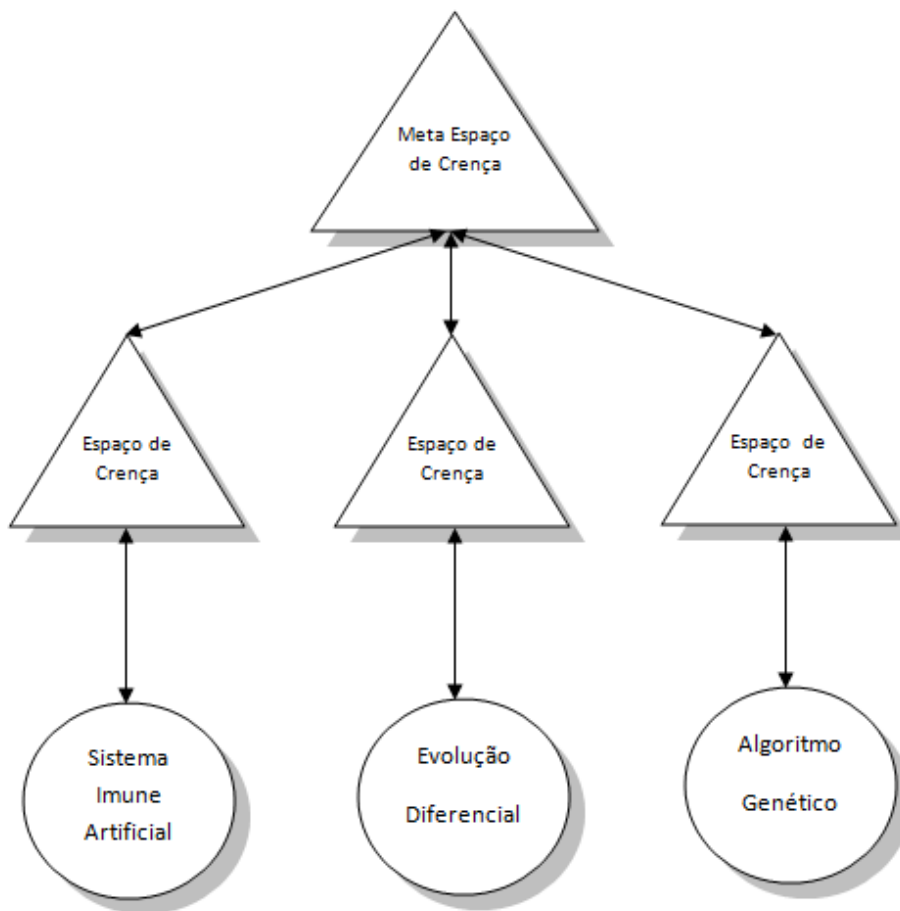 Meta Espaço
de Crença
Espaço de
Crença
Espaço de
Crença
Espaço de
Crença
Sistema
Imune
Artificial
Evolução
Diferencial
Algoritmo
Genético